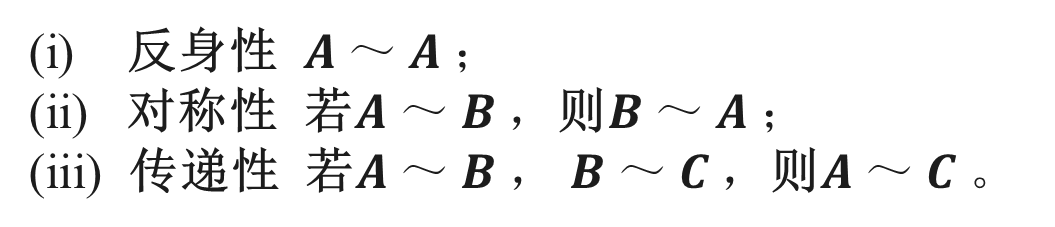 (i) 反身性 A ~ A;
(ii) 对称性 若A ~ B, 则B ~ A;
(iii) 传递性 若A ~ B, B ~ C, 则A ~ C。